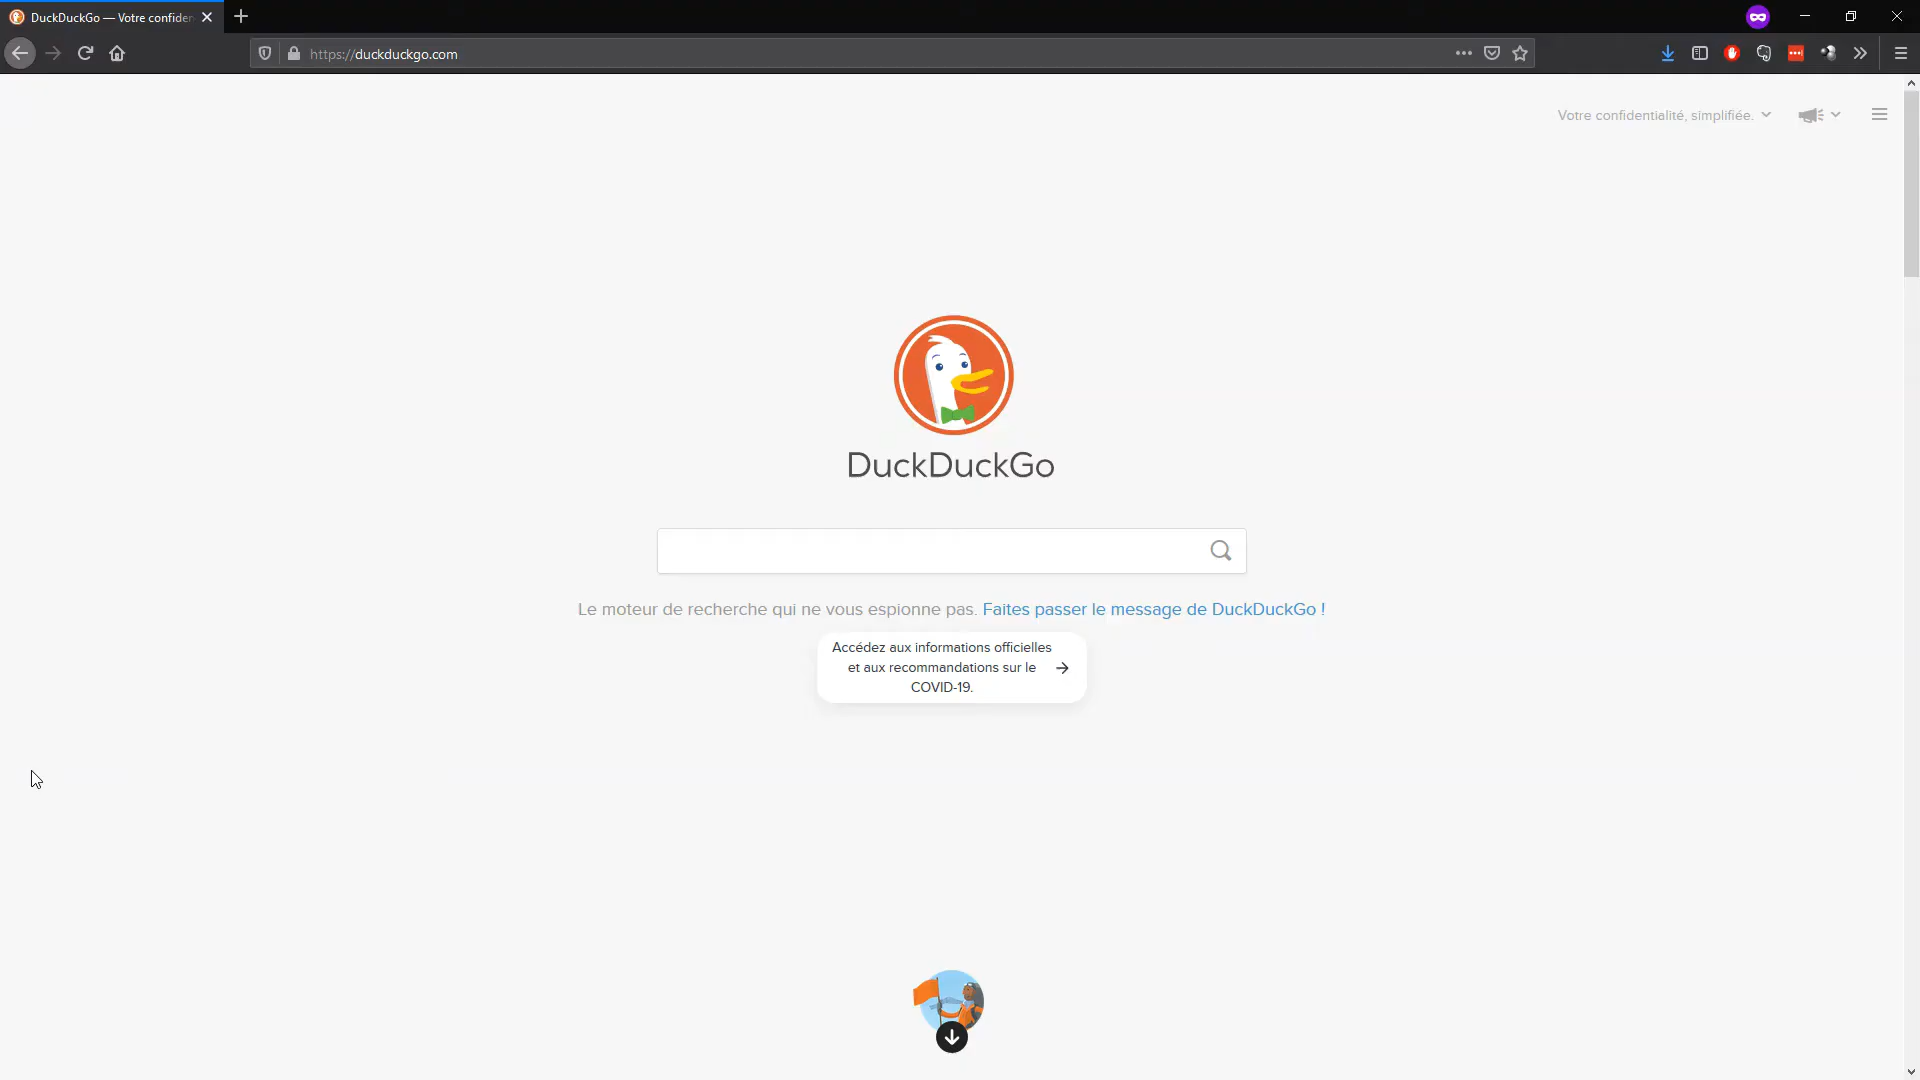 DuckDuckGo — Votre confiden
https://duckduckgo.com
Votre confidentialité, simplifiée.
DuckDuckGo
Le moteur de recherche qui ne vous espionne pas. Faites passer le message de DuckDuckGo !
Accédez aux informations officielles
et aux recommandations sur le
COVID-19.